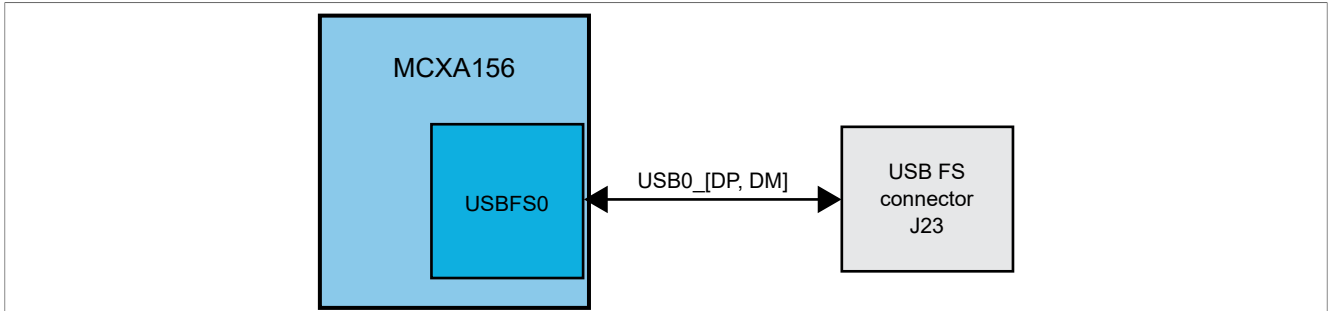 MCXA156
USBFS0
USB0_[DP, DM]
USB FS
connector
J23